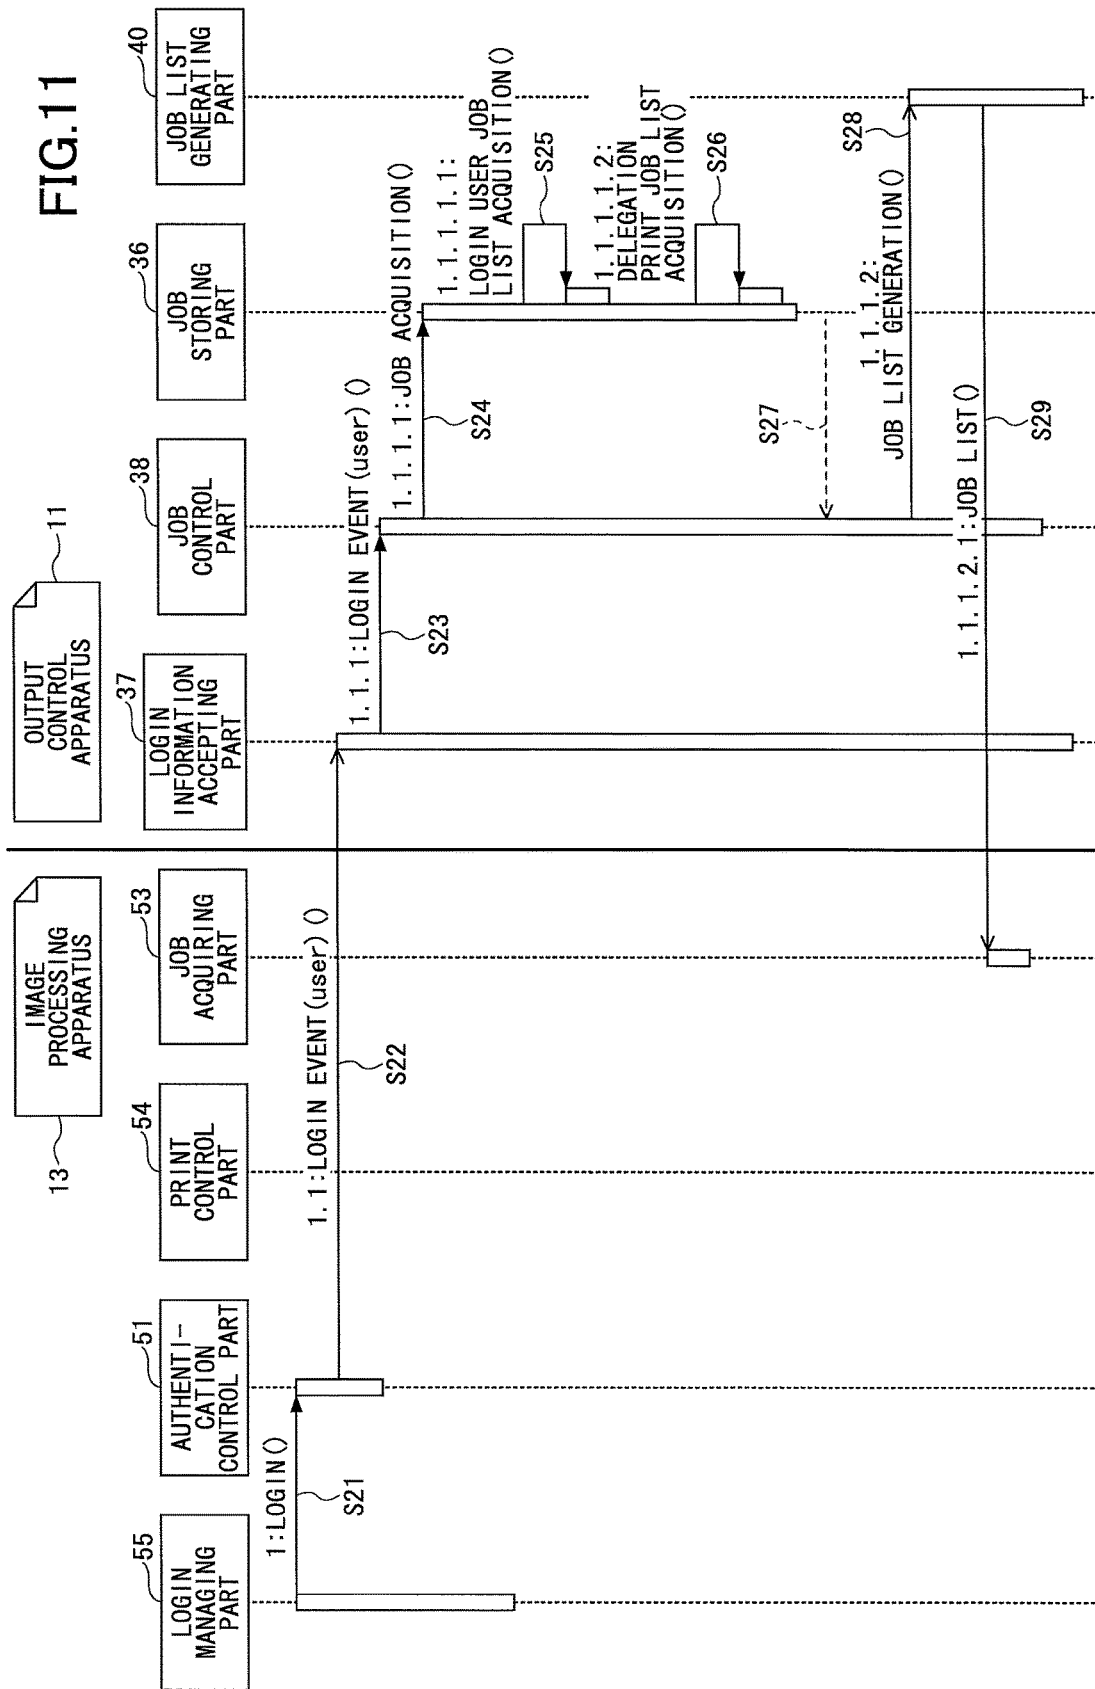 FIG.11
IMAGE
PROCESSING
APPARATUS
13
OUTPUT
CONTROL
APPARATUS
11
55
LOGIN
MANAGING
PART
51
AUTHENTI-
CATION
CONTROL PART
54
PRINT
CONTROL
PART
53
JOB
ACQUIRING
PART
37
LOGIN
INFORMATION
ACCEPTING
PART
38
JOB
CONTROL
PART
36
JOB
STORING
PART
40
JOB LIST
GENERATING
PART
1:LOGIN()
S21
1.1:LOGIN EVENT(user)()
S22
1.1.1:LOGIN EVENT(user)()
S23
1.1.1.1:JOB ACQUISITION()
S24
1.1.1.1.1:
LOGIN USER JOB
LIST ACQUISITION()
S25
1.1.1.1.2:
DELEGATION
PRINT JOB LIST
ACQUISITION()
S26
S27
1.1.1.2:
JOB LIST GENERATION()
S28
1.1.1.2.1:JOB LIST()
S29